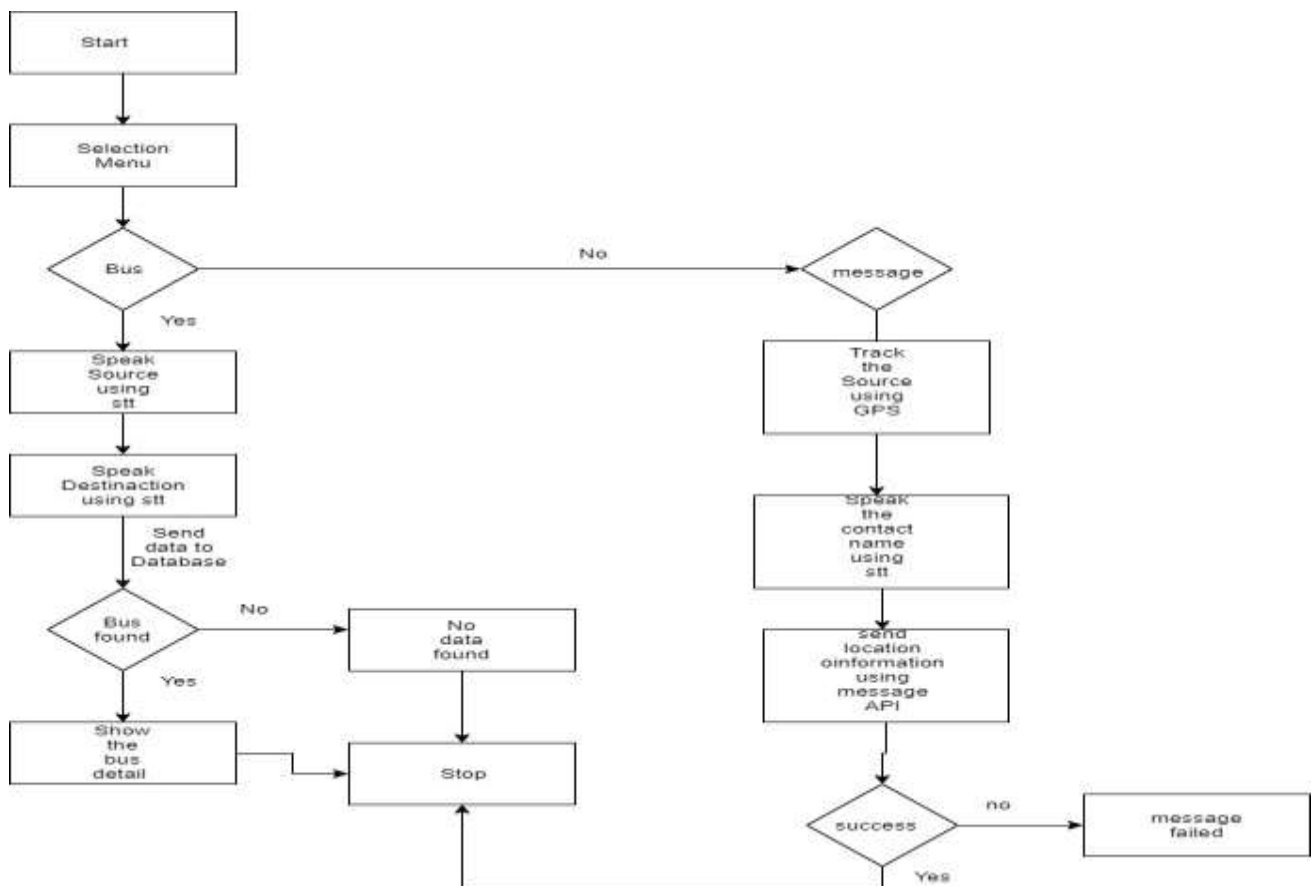 Start
Selection
Menu
Bus
No
message
Yes
Speak
Source
using
stt
Track
the
Source
using
GPS
Speak
Destinaction
using stt
Speak
the
contact
name
using
stt
Send
data to
Database
Bus
found
No
No
data
found
send
location
oinformation
using
message
API
Yes
Show
the
bus
detail
Stop
success
no
message
failed
Yes